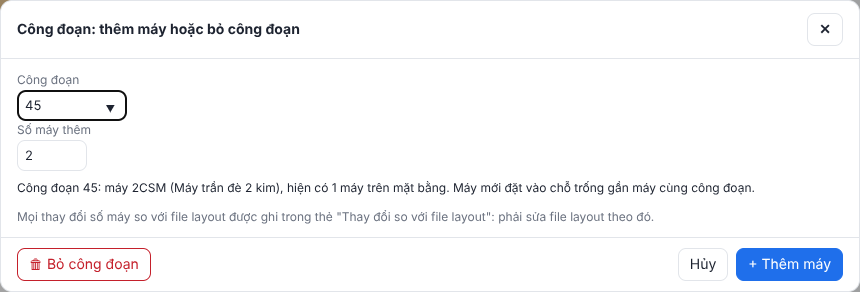 Công đoạn: thêm máy hoặc bỏ công đoạn
Công đoạn
45
Số máy thêm
2
Công đoạn 45: máy 2CSM (Máy trần đè 2 kim), hiện có 1 máy trên mặt bằng. Máy mới đặt vào chỗ trống gần máy cùng công đoạn.
Mọi thay đổi số máy so với file layout được ghi trong thẻ "Thay đổi so với file layout": phải sửa file layout theo đó.
Bỏ công đoạn
Hủy
+ Thêm máy